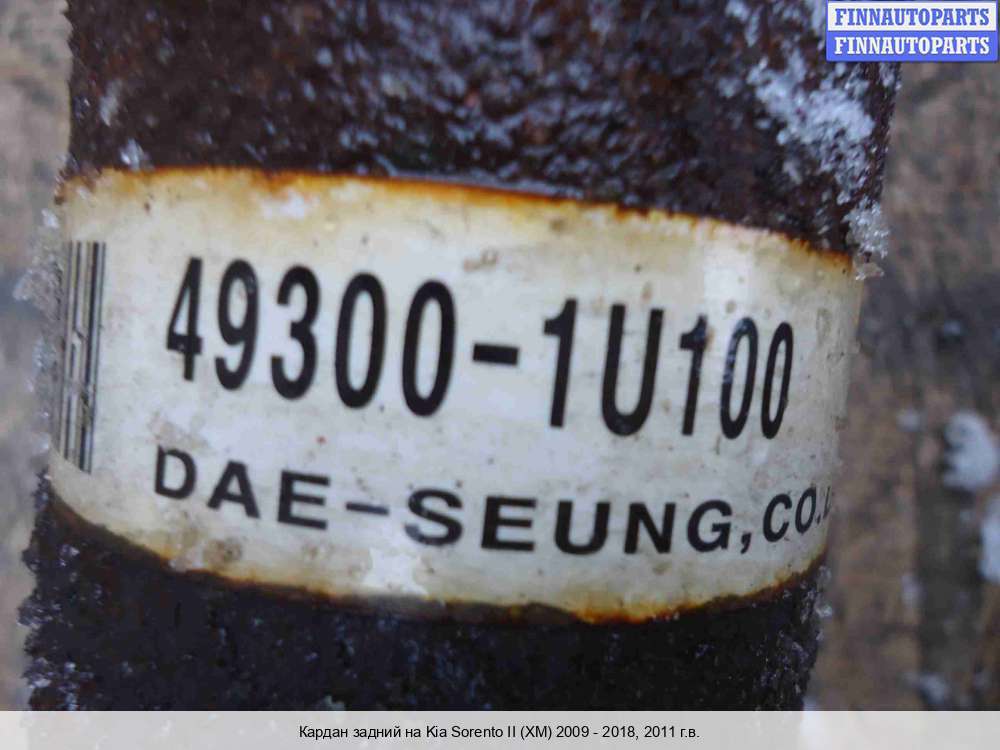 FINNAUTOPARTS
FINNAUTOPARTS
49300-1U100
DAE-SEUNG,CO.
Кардан задний на Kia Sorento II (XM) 2009 - 2018, 2011 г.в.